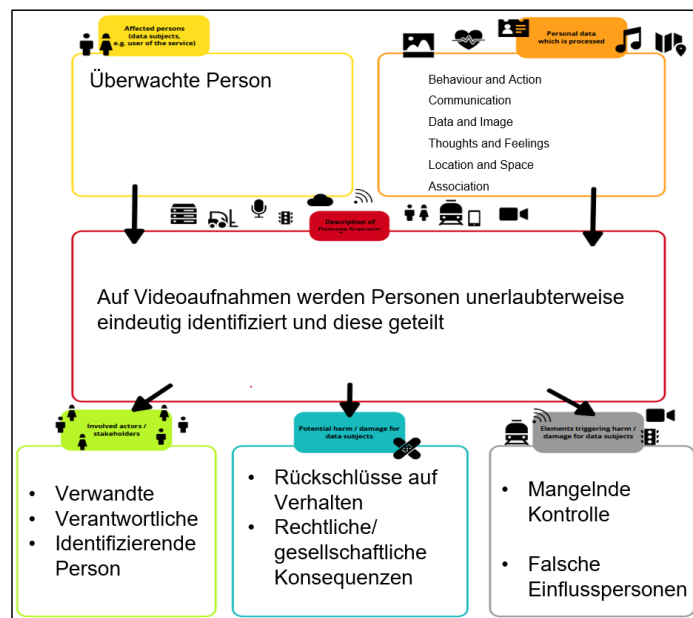 Affected persons
(data subjects,
e.g. user of the service)
Personal data
which is processed
Überwachte Person
Behaviour and Action
Communication
Data and Image
Thoughts and Feelings
Location and Space
Association
Description of
Damage Scenario
Auf Videoaufnahmen werden Personen unerlaubterweise
eindeutig identifiziert und diese geteilt
Involved actors /
stakeholders
• Verwandte
• Verantwortliche
• Identifizierende
Person
Potential harm / damage for
data subjects
• Rückschlüsse auf
Verhalten
• Rechtliche/
gesellschaftliche
Konsequenzen
Elements triggering harm /
damage for data subjects
• Mangelnde
Kontrolle
• Falsche
Einflusspersonen